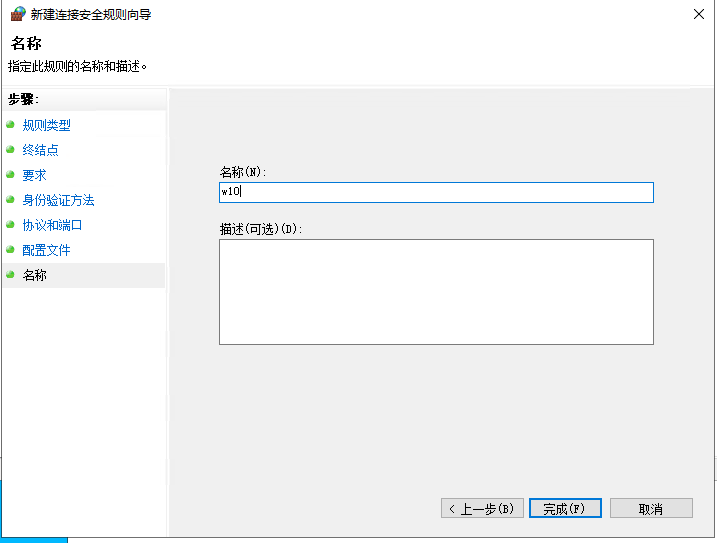 新建连接安全规则向导
名称
指定此规则的名称和描述。
步骤:
规则类型
终结点
要求
身份验证方法
协议和端口
配置文件
名称
名称(N):
w10
描述(可选)(D):
< 上一步(B)
完成(F)
取消